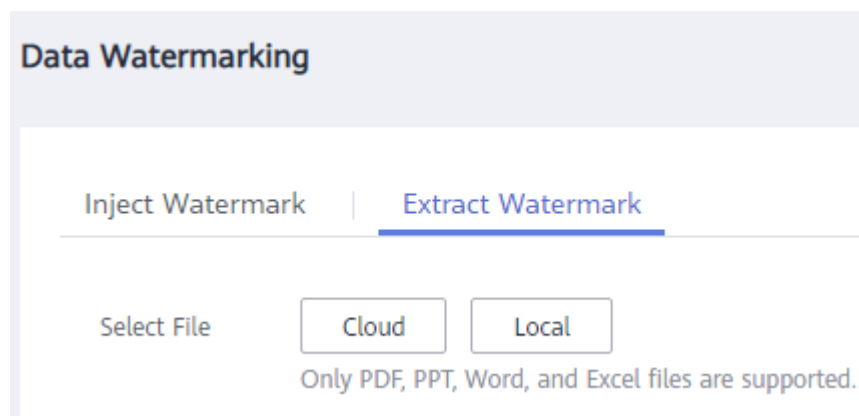 Data Watermarking
Inject Watermark
Extract Watermark
Select File
Cloud
Local
Only PDF, PPT, Word, and Excel files are supported.